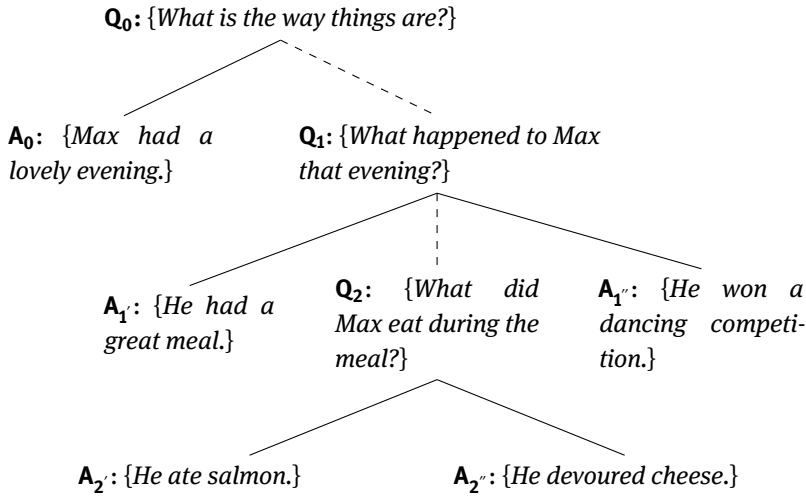 Q0: {What is the way things are?}
A0: {Max had a
lovely evening.}
Q1: {What happened to Max
that evening?}
A1′: {He had a
great meal.}
Q2: {What did
Max eat during the
meal?}
A1″: {He won a
dancing competi-
tion.}
A2′: {He ate salmon.}
A2″: {He devoured cheese.}